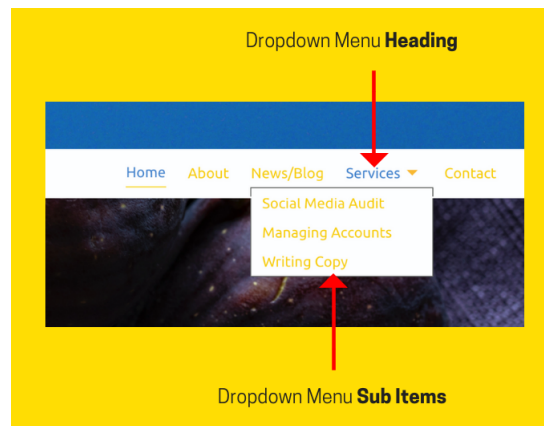 Dropdown Menu Heading
Home About News/Blog Services Contact
Social Media Audit
Managing Accounts
Writing Copy
Dropdown Menu Sub Items